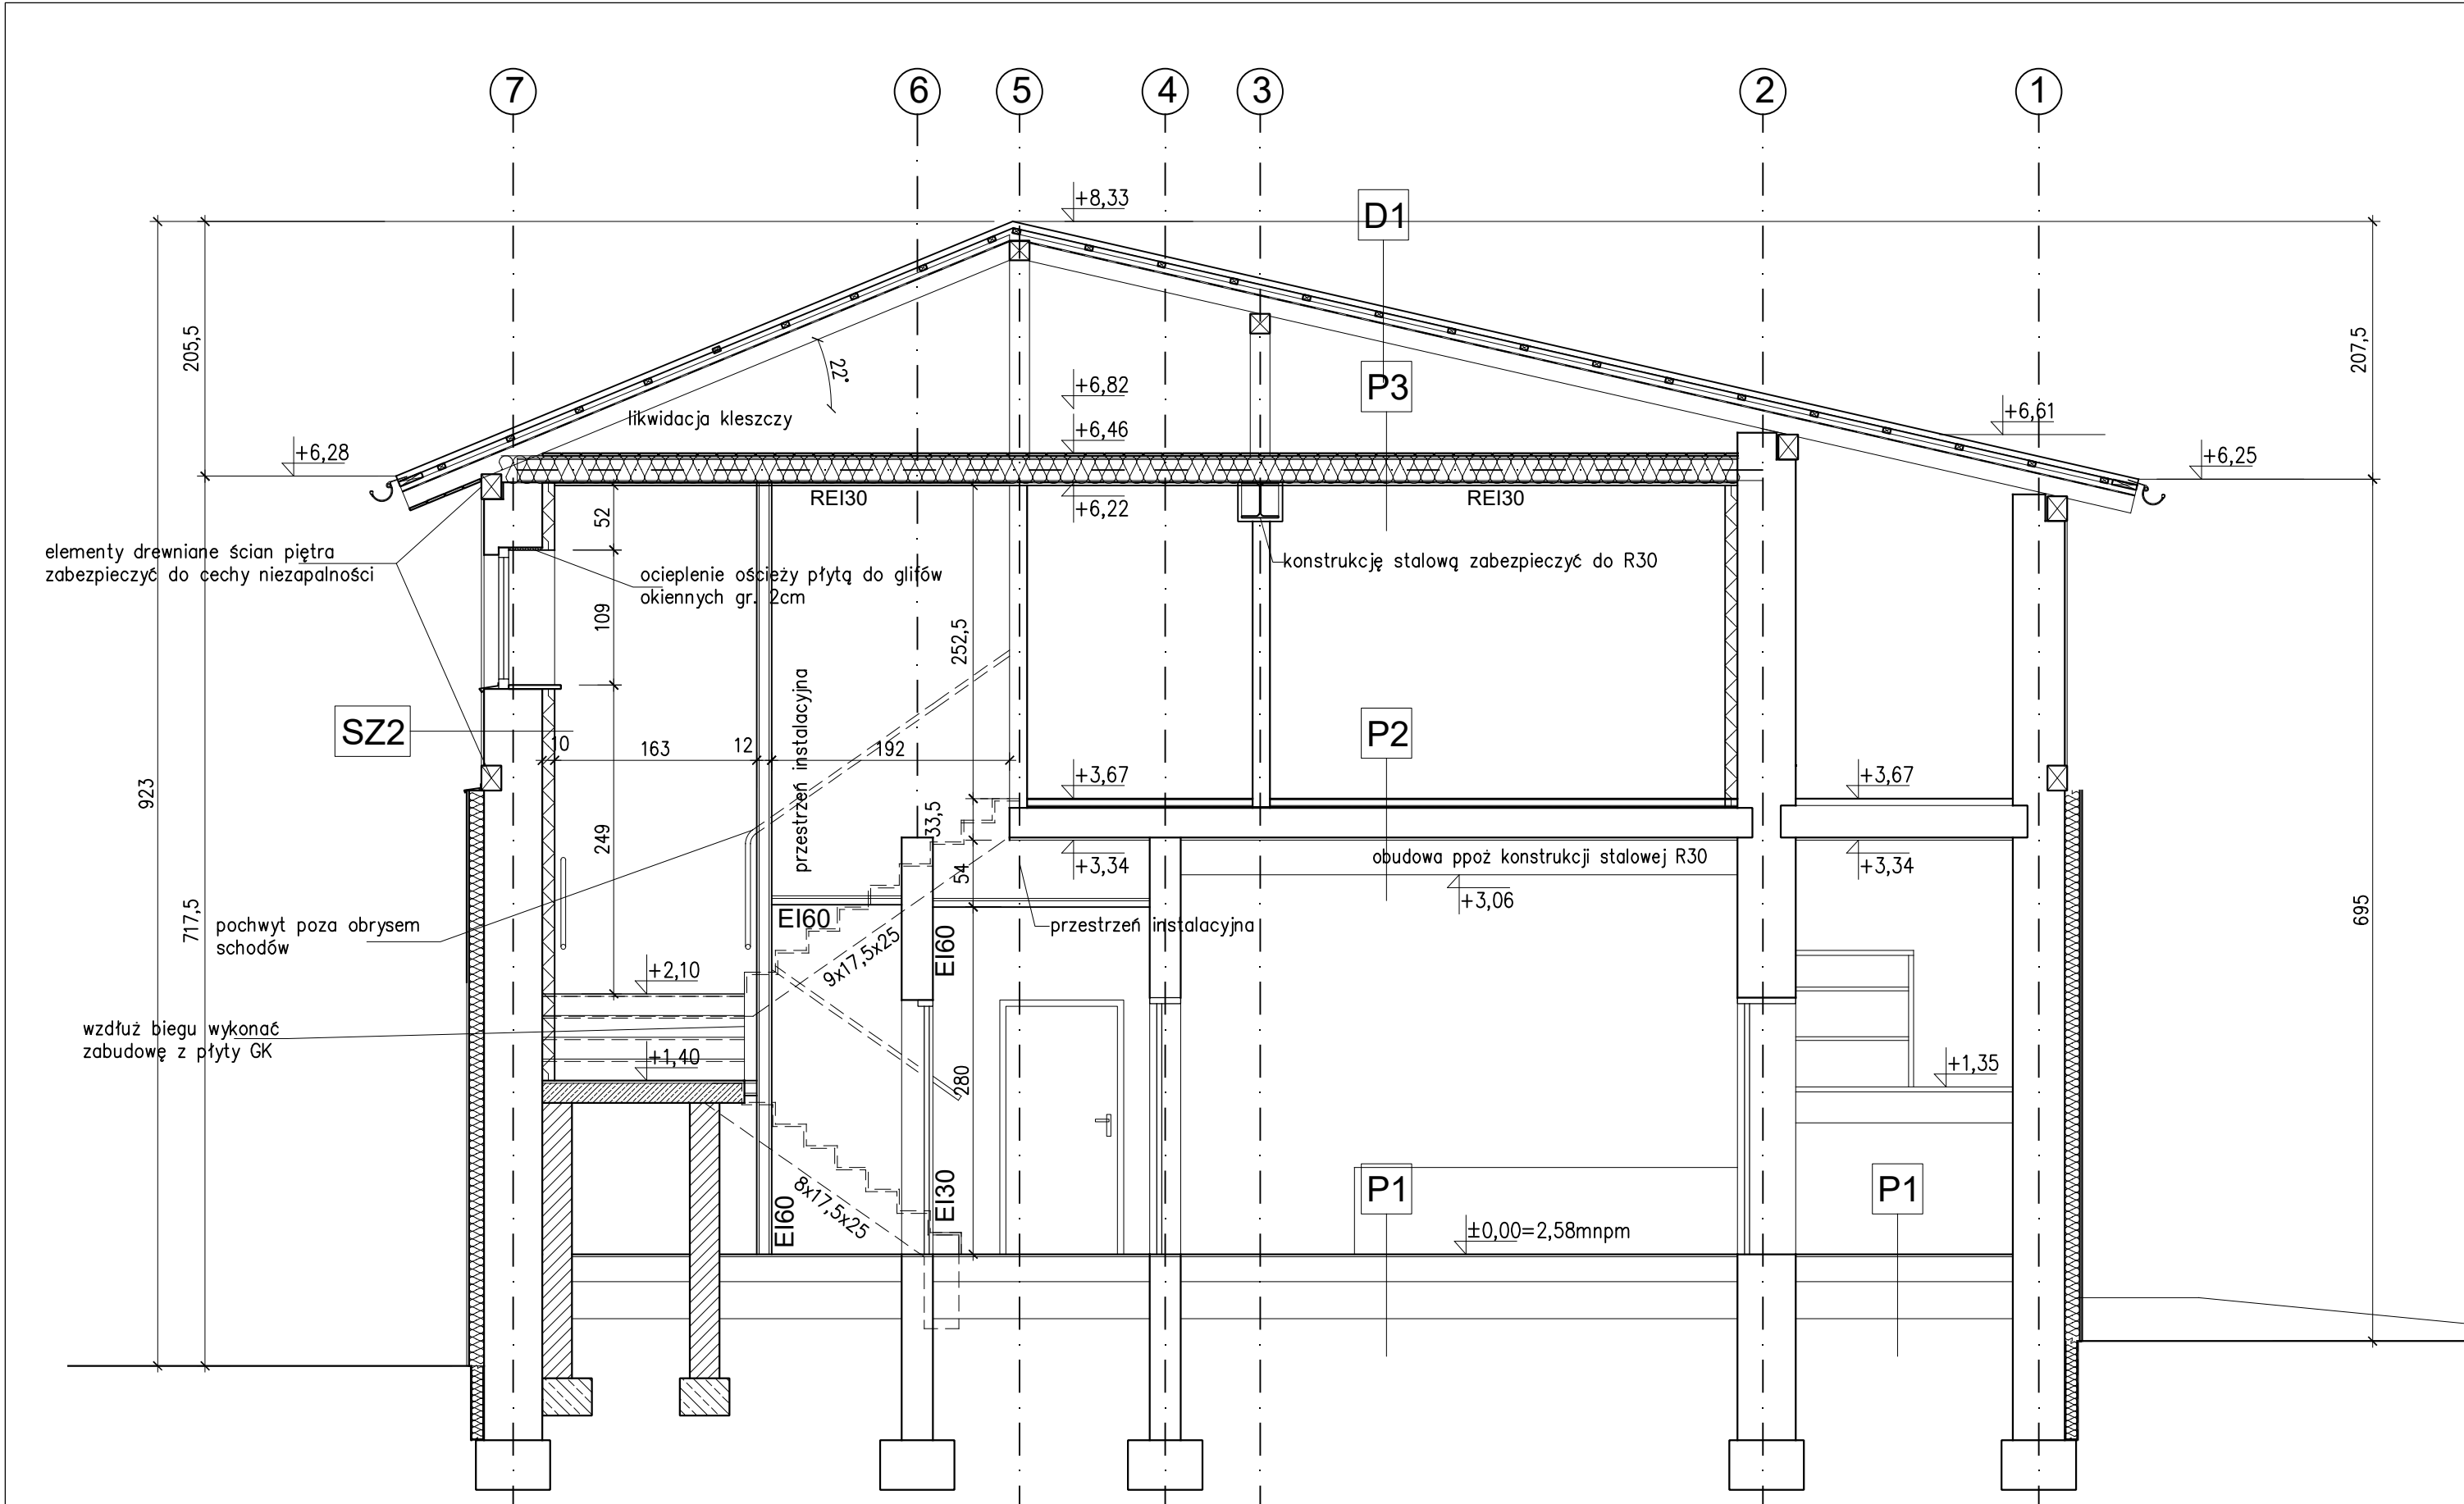 7
6
5
4
3
2
1
+8,33
D1
205,5
22°
207,5
+6,82
P3
likwidacja kleszczy
+6,61
+6,46
+6,28
+6,25
REI30
REI30
+6,22
52
elementy drewniane ścian piętra
zabezpieczyć do cechy niezapalności
ocieplenie ościeży płytą do glifów
okiennych gr. 2cm
konstrukcję stalową zabezpieczyć do R30
109
252,5
przestrzeń instalacyjna
SZ2
10
163
12
192
P2
+3,67
+3,67
923
33,5
249
54
+3,34
obudowa ppoż konstrukcji stalowej R30
+3,34
+3,06
717,5
pochwyt poza obrysem
schodów
EI60
przestrzeń instalacyjna
695
EI60
9x17,5x25
+2,10
wzdłuż biegu wykonać
zabudowę z płyty GK
+1,40
280
+1,35
P1
P1
EI60
8x17,5x25
EI30
±0,00=2,58mnpm